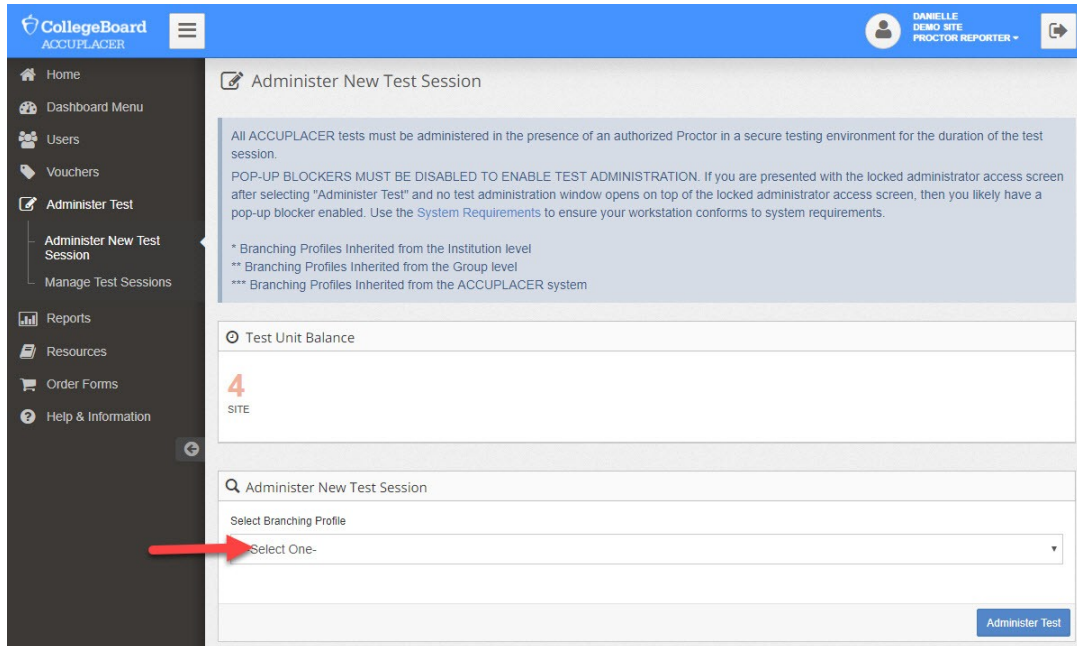 CollegeBoard
ACCUPLACER
DANIELLE
DEMO SITE
PROCTOR REPORTER
Home
Dashboard Menu
Users
Vouchers
Administer Test
Administer New Test
Session
Manage Test Sessions
Reports
Resources
Order Forms
Help & Information
Administer New Test Session
All ACCUPLACER tests must be administered in the presence of an authorized Proctor in a secure testing environment for the duration of the test
session.
POP-UP BLOCKERS MUST BE DISABLED TO ENABLE TEST ADMINISTRATION. If you are presented with the locked administrator access screen
after selecting "Administer Test" and no test administration window opens on top of the locked administrator access screen, then you likely have a
pop-up blocker enabled. Use the System Requirements to ensure your workstation conforms to system requirements.
* Branching Profiles Inherited from the Institution level
** Branching Profiles Inherited from the Group level
*** Branching Profiles Inherited from the ACCUPLACER system
Test Unit Balance
4
SITE
Administer New Test Session
Select Branching Profile
Select One-
Administer Test